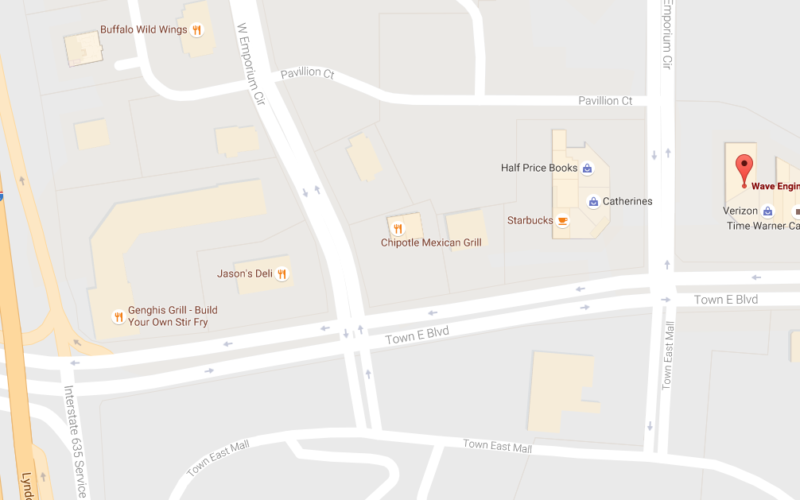 Buffalo Wild Wings
W Emporium Cir
Emporium Cir
Pavillion Ct
Pavillion Ct
Half Price Books
Catherines
Starbucks
Wave Engin
Verizon
Time Warner Ca
Chipotle Mexican Grill
Jason's Deli
Genghis Grill - Build
Your Own Stir Fry
Town E Blvd
Town E Blvd
Town East Mall
Town East Mall
Town East Mall
Interstate 635 Service
Lyndo